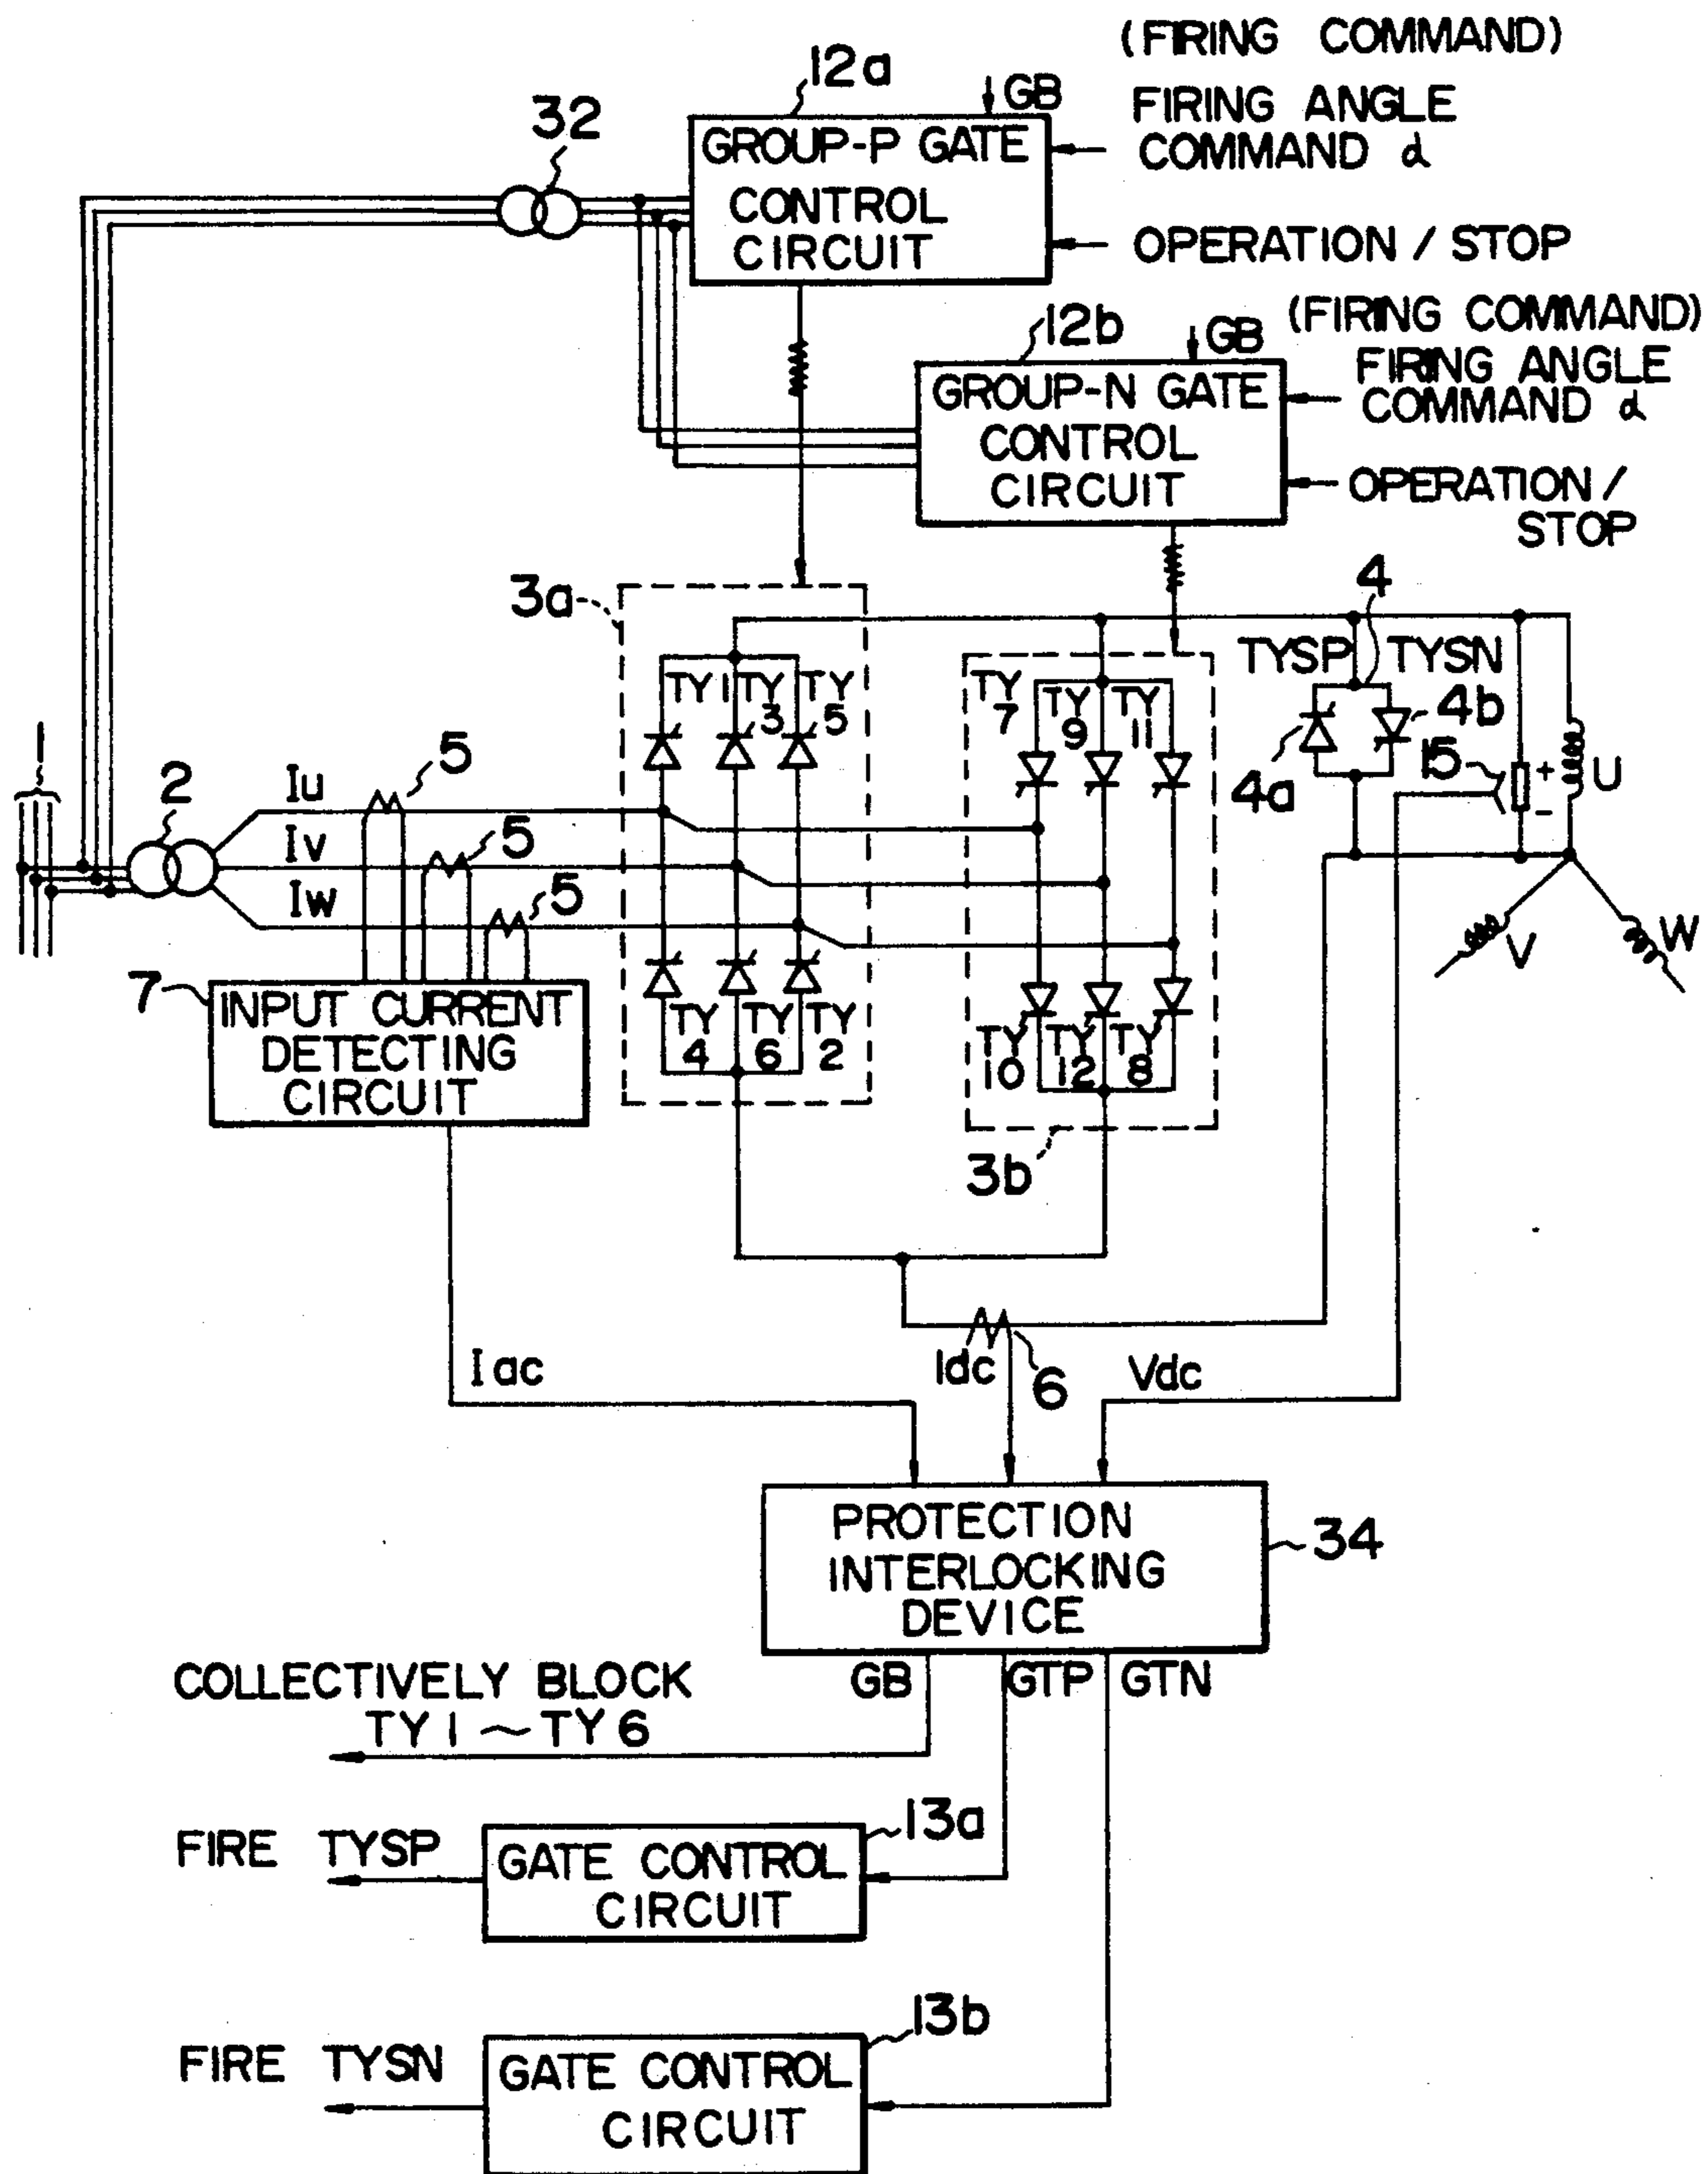 (FIRING COMMAND)
12a
GB
FIRING ANGLE
COMMAND α
32
GROUP-P GATE
CONTROL
CIRCUIT
OPERATION / STOP
12b
GB
(FIRING COMMAND)
FIRING ANGLE
COMMAND α
GROUP-N GATE
CONTROL
CIRCUIT
OPERATION /
STOP
3a
4
TYSP
TYSN
TY1
TY
3
TY
5
TY
7
TY
9
TY
11
4b
4a
15
+
-
U
1
2
Iu
5
Iv
5
Iw
5
V
W
7
INPUT CURRENT
DETECTING
CIRCUIT
TY
4
TY
6
TY
2
TY
10
TY
12
TY
8
3b
Iac
Idc
6
Vdc
PROTECTION
INTERLOCKING
DEVICE
34
COLLECTIVELY BLOCK
TY1 ~ TY6
GB
GTP
GTN
13a
FIRE TYSP
GATE CONTROL
CIRCUIT
13b
FIRE TYSN
GATE CONTROL
CIRCUIT